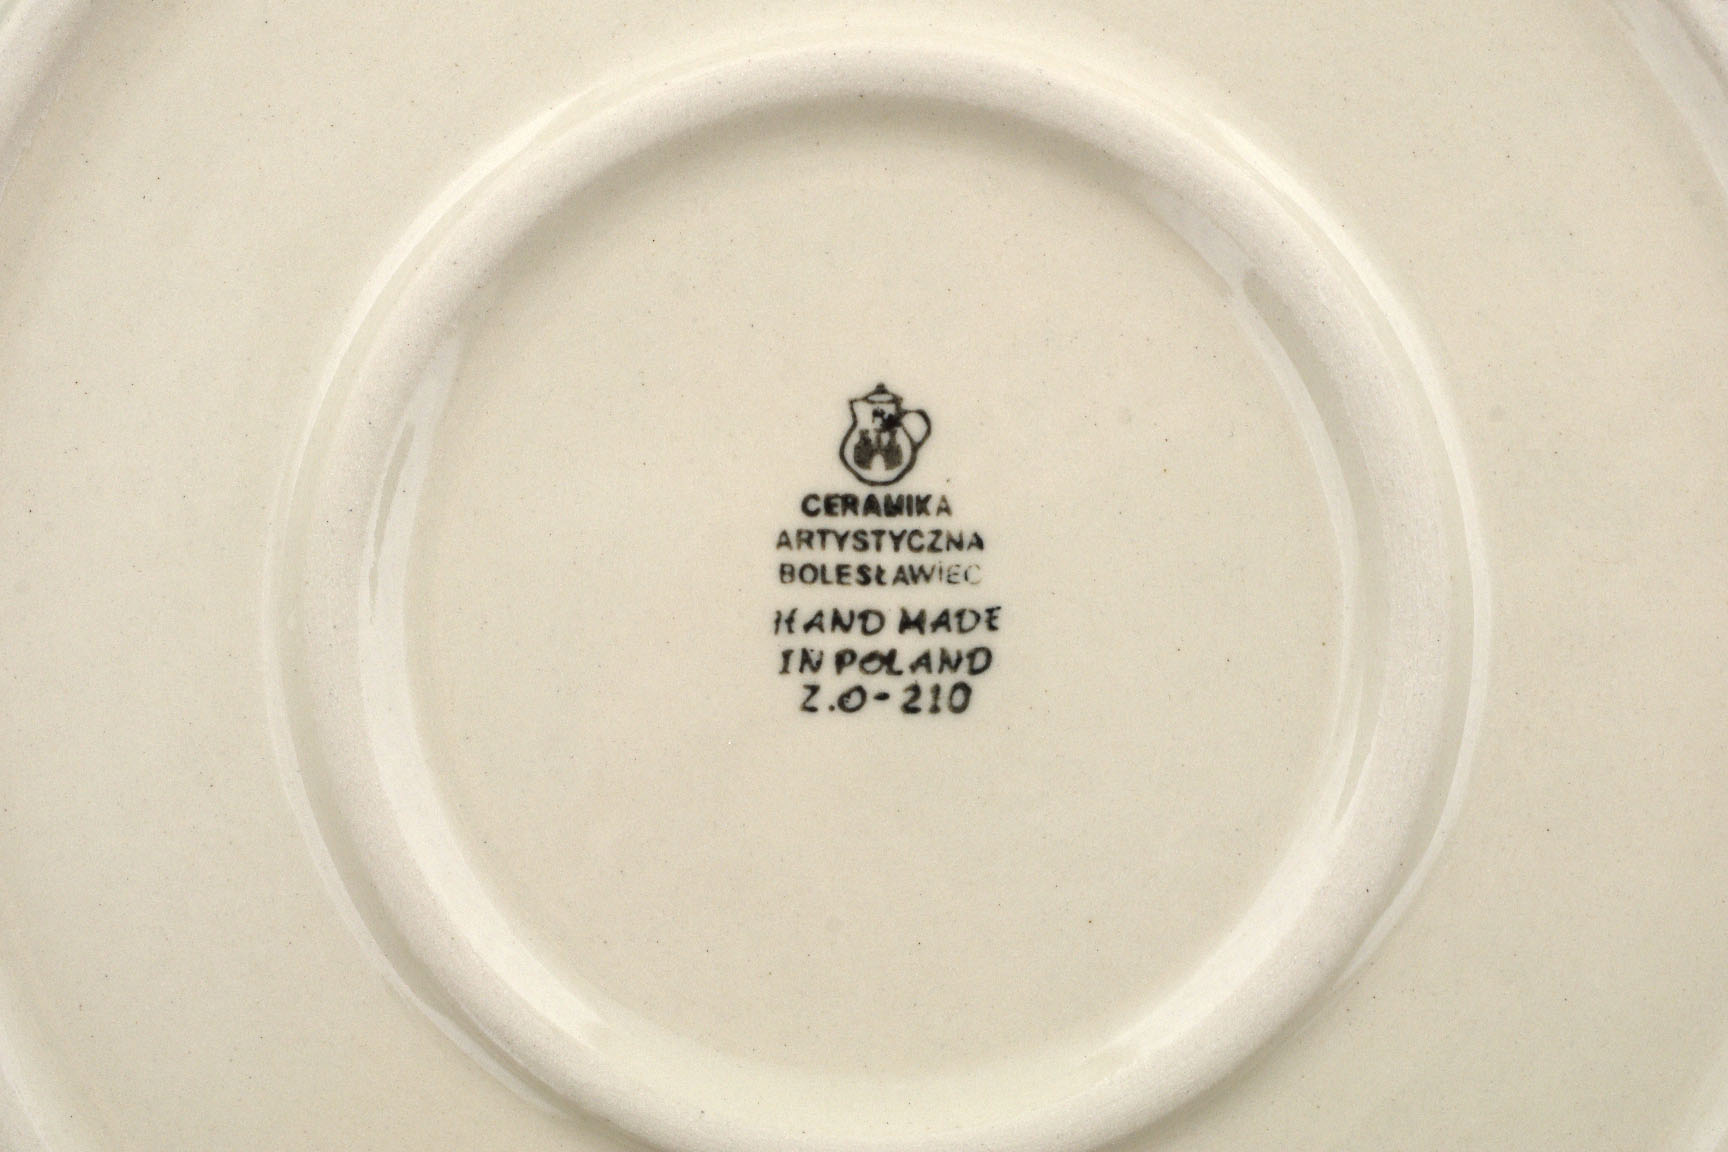 CERAMIKA
ARTYSTYCZNA
BOLESŁAWIEC
HAND MADE
IN POLAND
Z.O-210